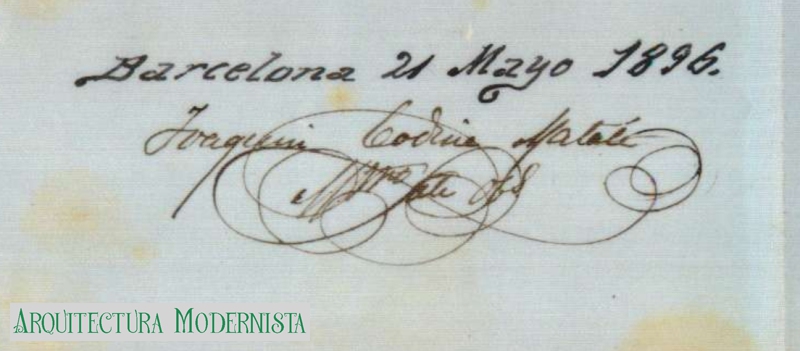 Barcelona 21 Mayo 1896.
Joaquin Codina Matalí
Arquitectura Modernista